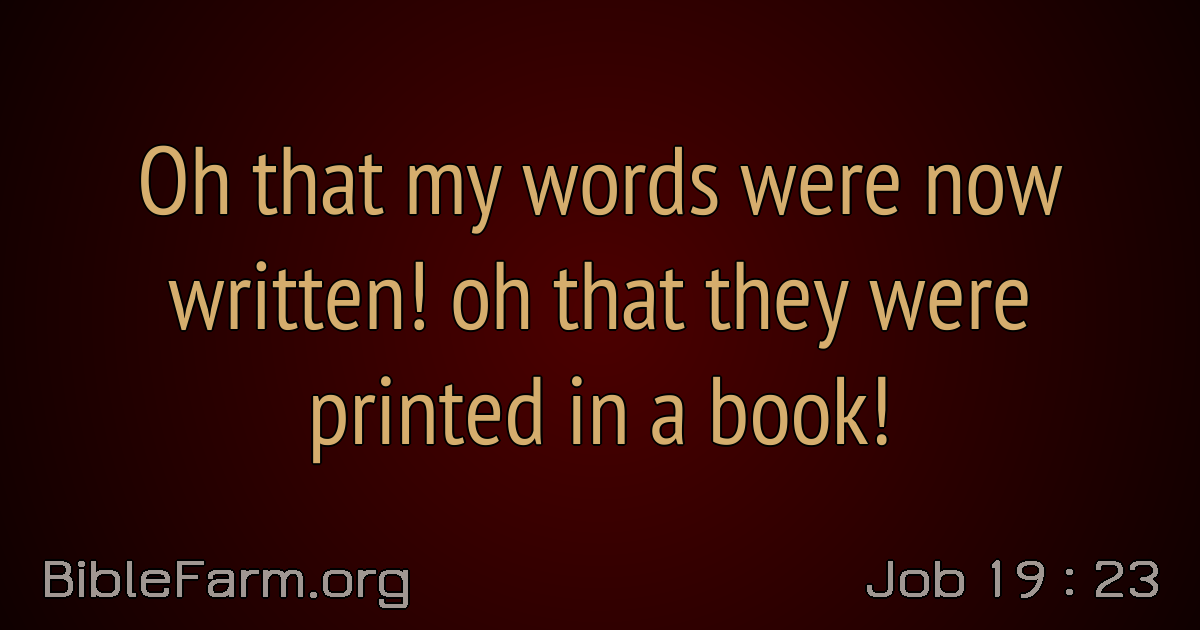 Oh that my words were now
written! oh that they were
printed in a book!
BibleFarm.org
Job 19 : 23